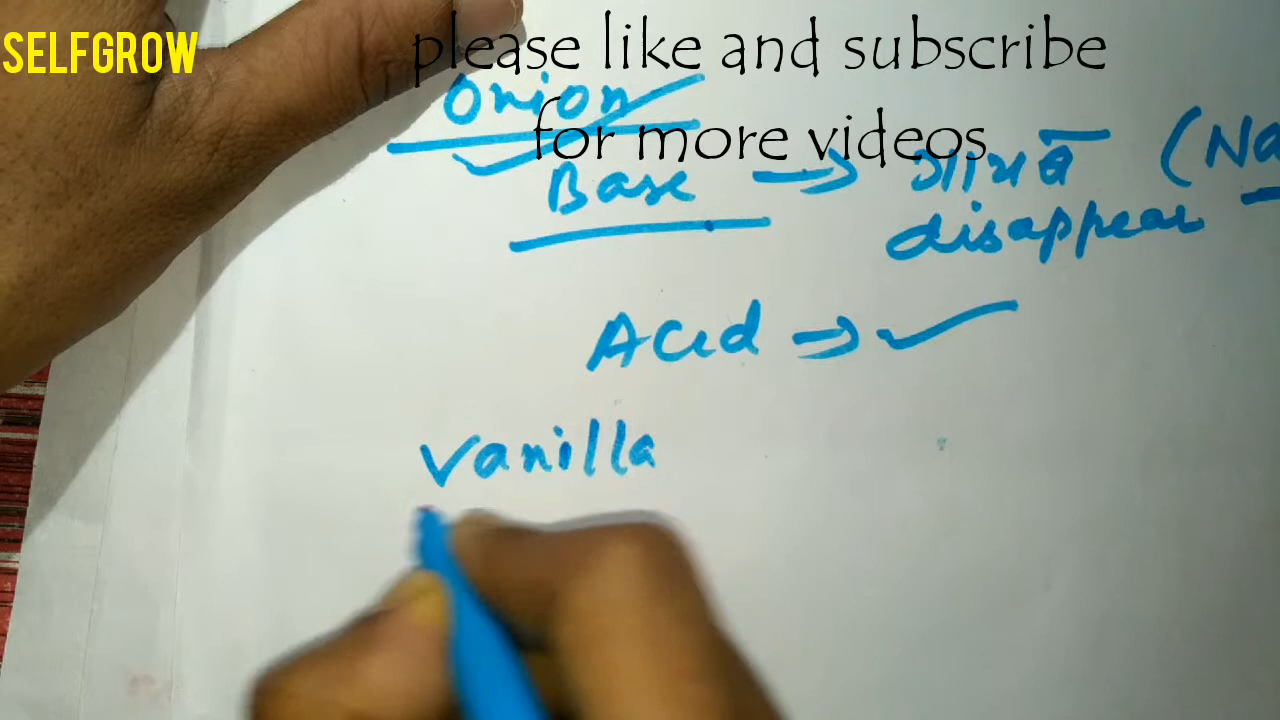 SELFGROW
please like and subscribe
for more videos
Onion
Base → गायब (Na
disappear
Acid → ✓
vanilla